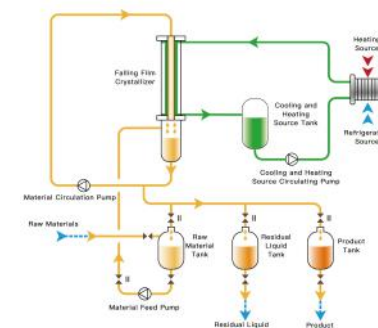 Heating
Source
Falling Film
Crystallizer
Cooling and
Heating
Source Tank
Refrigerat
Source
Cooling and Heating
Source Circulating Pump
Material Circulation Pump
Raw Materials
Raw
Material
Tank
Residual
Liquid
Tank
Product
Tank
Material Feed Pump
Residual Liquid
Product